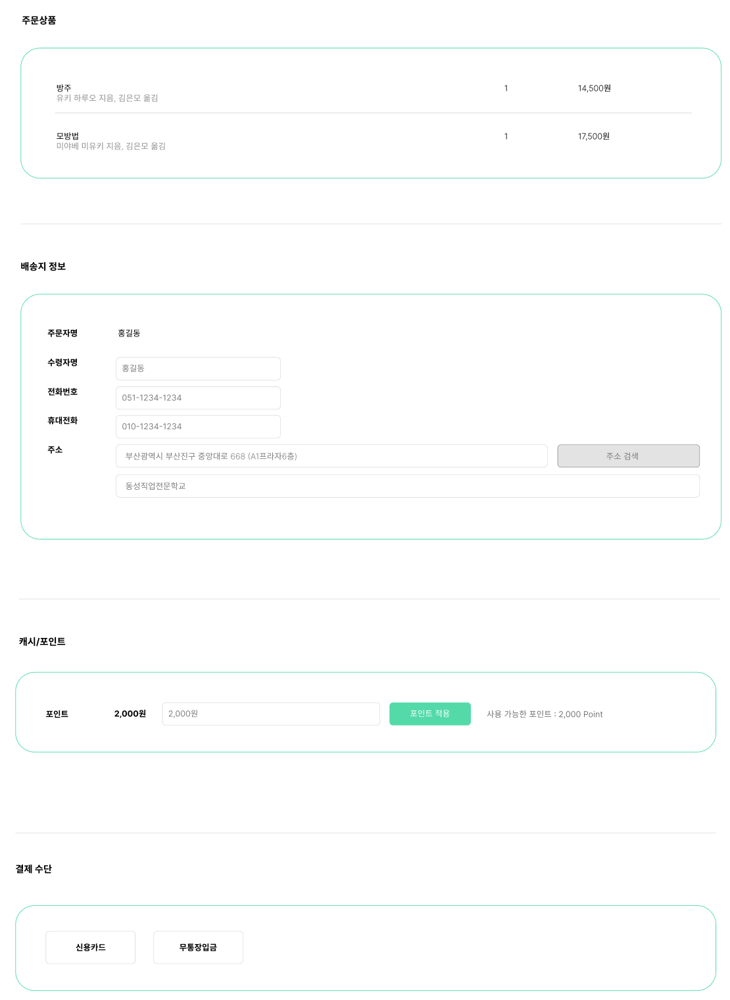 주문상품
방주 1 14,500원
유키 하루오 지음, 김은모 옮김
모방법 1 17,500원
미야베 미유키 지음, 김은모 옮김
배송지 정보
주문자명 홍길동
수령자명 홍길동
전화번호 051-1234-1234
휴대전화 010-1234-1234
주소 부산광역시 부산진구 중앙대로 668 (A1프라자6층) 주소 검색
동성직업전문학교
캐시/포인트
포인트 2,000원 2,000원 포인트 적용 사용 가능한 포인트 : 2,000 Point
결제 수단
신용카드 무통장입금